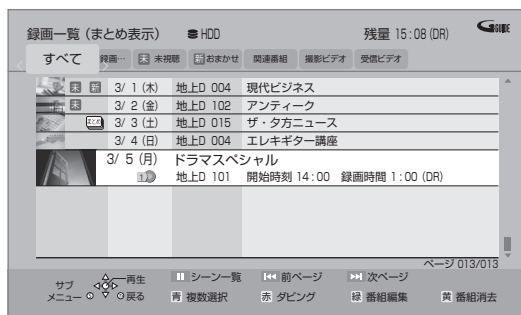 録画一覧（まとめ表示） HDD 残量 15:08 (DR) G-GUIDE
すべて 録画… 未 未視聴 新 おまかせ 関連番組 撮影ビデオ 受信ビデオ
未 新 3/ 1 (木) 地上D 004 現代ビジネス
未 3/ 2 (金) 地上D 102 アンティーク
まとめ 3/ 3 (土) 地上D 015 ザ・夕方ニュース
3/ 4 (日) 地上D 004 エレキギター講座
3/ 5 (月) ドラマスペシャル
1 地上D 101 開始時刻 14:00 録画時間 1:00 (DR)
ページ 013/013
サブメニュー 再生 戻る シーン一覧 前ページ 次ページ
青 複数選択 赤 ダビング 緑 番組編集 黄 番組消去